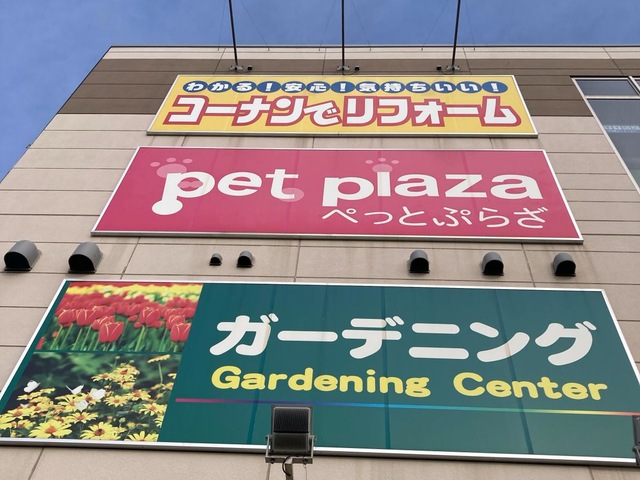 わかる!安心!気持ちいい!
コーナンでリフォーム
pet plaza
ぺっとぷらざ
ガーデニング
Gardening Center